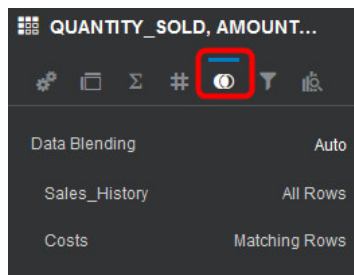 QUANTITY_SOLD, AMOUNT...
Data Blending Auto
Sales_History All Rows
Costs Matching Rows